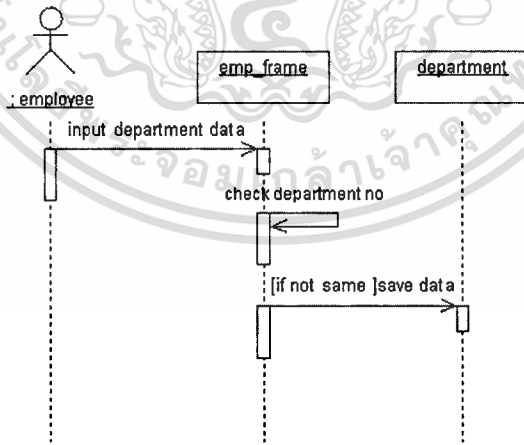 emp_frame
department
: employee
input department data
check department no
[if not same ]save data